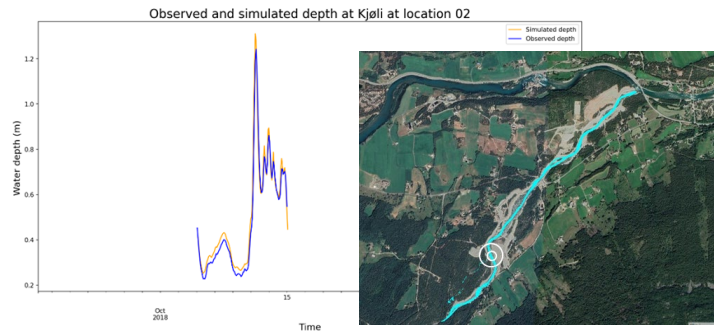 Observed and simulated depth at Kjøli at location 02
Simulated depth
Observed depth
Water depth (m)
1.2
1.0
0.8
0.6
0.4
0.2
15
Oct
2018
Time